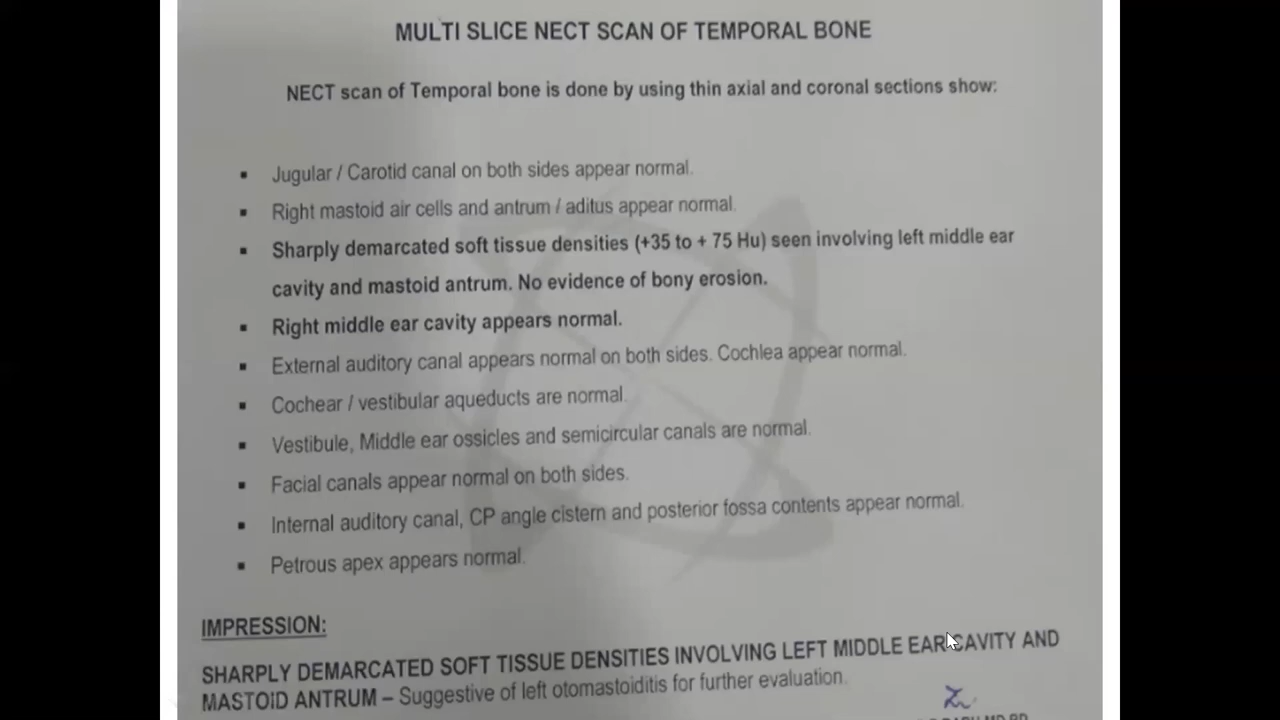 MULTI SLICE NECT SCAN OF TEMPORAL BONE
NECT scan of Temporal bone is done by using thin axial and coronal sections show:
▪ Jugular / Carotid canal on both sides appear normal.
▪ Right mastoid air cells and antrum / aditus appear normal.
▪ Sharply demarcated soft tissue densities (+35 to + 75 Hu) seen involving left middle ear
cavity and mastoid antrum. No evidence of bony erosion.
▪ Right middle ear cavity appears normal.
▪ External auditory canal appears normal on both sides. Cochlea appear normal.
▪ Cochear / vestibular aqueducts are normal.
▪ Vestibule, Middle ear ossicles and semicircular canals are normal.
▪ Facial canals appear normal on both sides.
▪ Internal auditory canal, CP angle cistern and posterior fossa contents appear normal.
▪ Petrous apex appears normal.
IMPRESSION:
SHARPLY DEMARCATED SOFT TISSUE DENSITIES INVOLVING LEFT MIDDLE EAR CAVITY AND
MASTOID ANTRUM – Suggestive of left otomastoiditis for further evaluation.